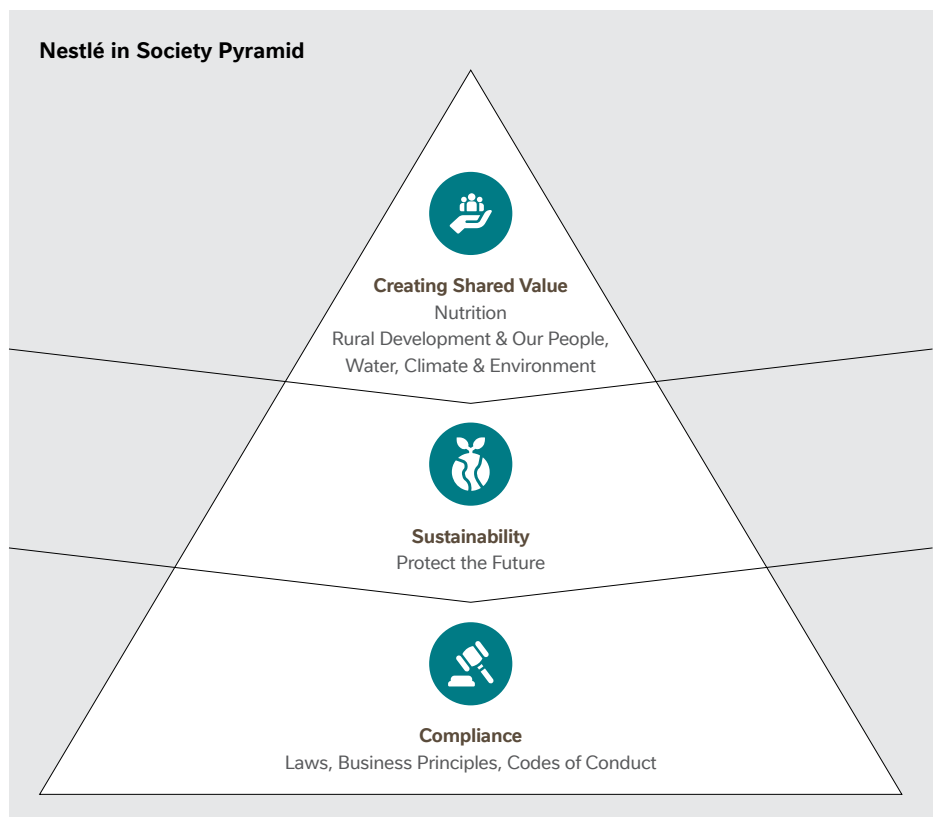 Nestlé in Society Pyramid
Creating Shared Value
Nutrition
Rural Development & Our People,
Water, Climate & Environment
Sustainability
Protect the Future
Compliance
Laws, Business Principles, Codes of Conduct